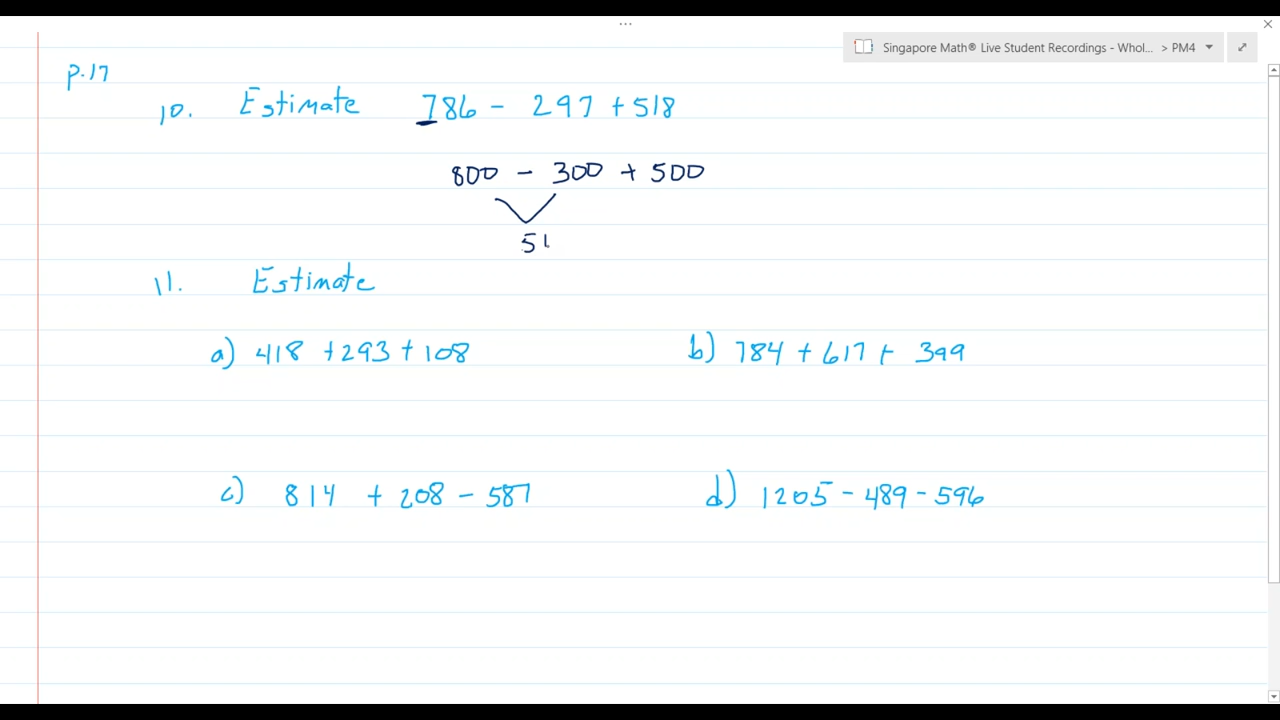 Singapore Math® Live Student Recordings - Whol... > PM4
p.17
10. Estimate 786 - 297 + 518
800 - 300 + 500
51
11. Estimate
a) 418 + 293 + 108 b) 784 + 617 + 399
c) 814 + 208 - 587 d) 1205 - 489 - 596